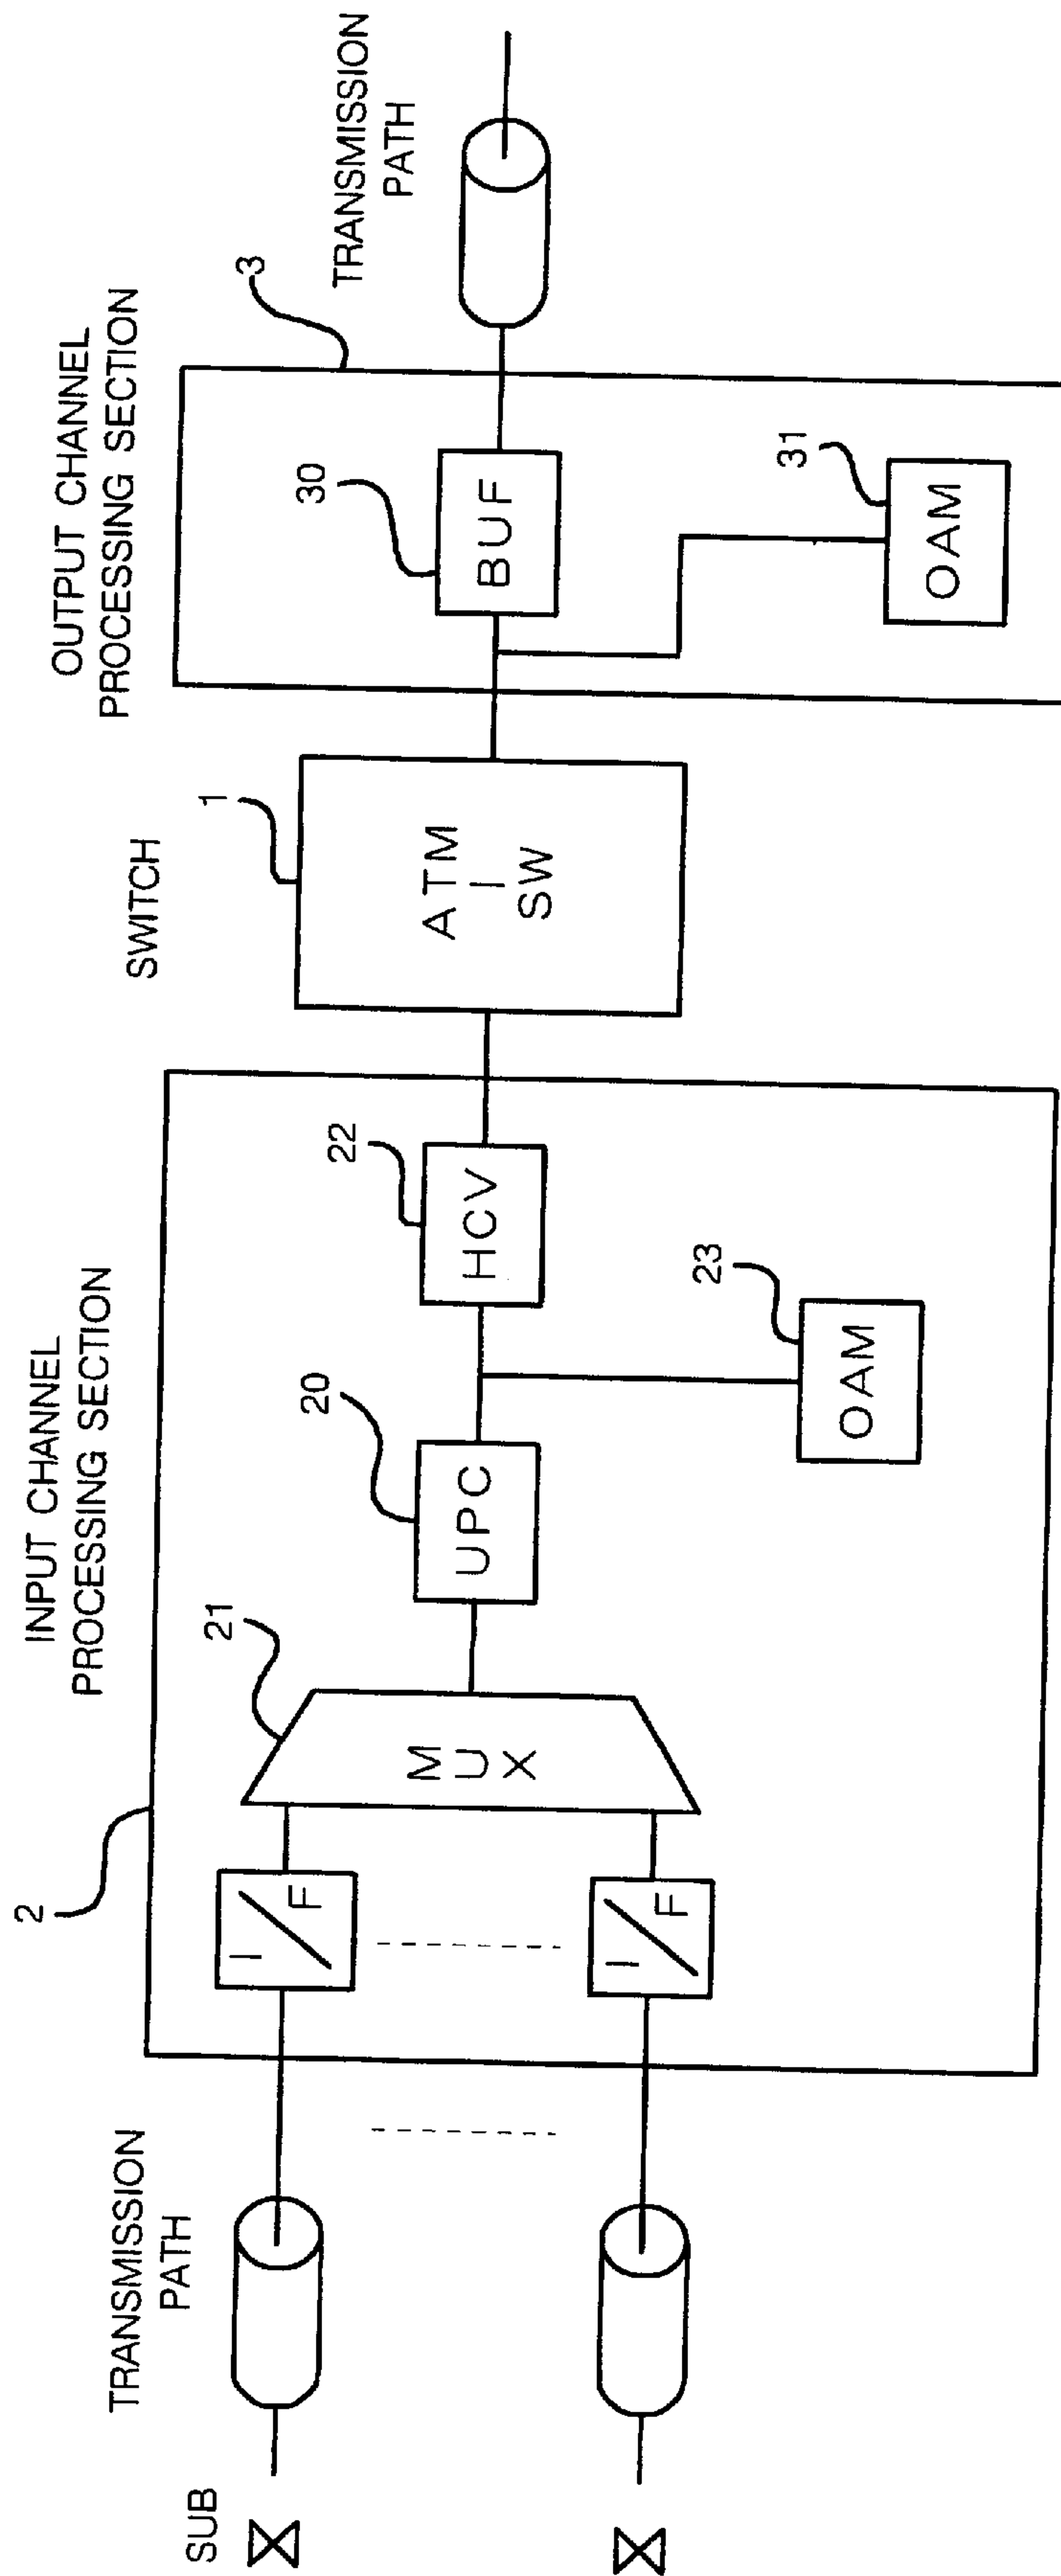 INPUT CHANNEL
PROCESSING SECTION
OUTPUT CHANNEL
PROCESSING SECTION
SWITCH
TRANSMISSION
PATH
TRANSMISSION
PATH
SUB
2
I/F
I/F
21
MUX
20
UPC
22
HCV
23
OAM
1
ATM
|
SW
3
30
BUF
31
OAM